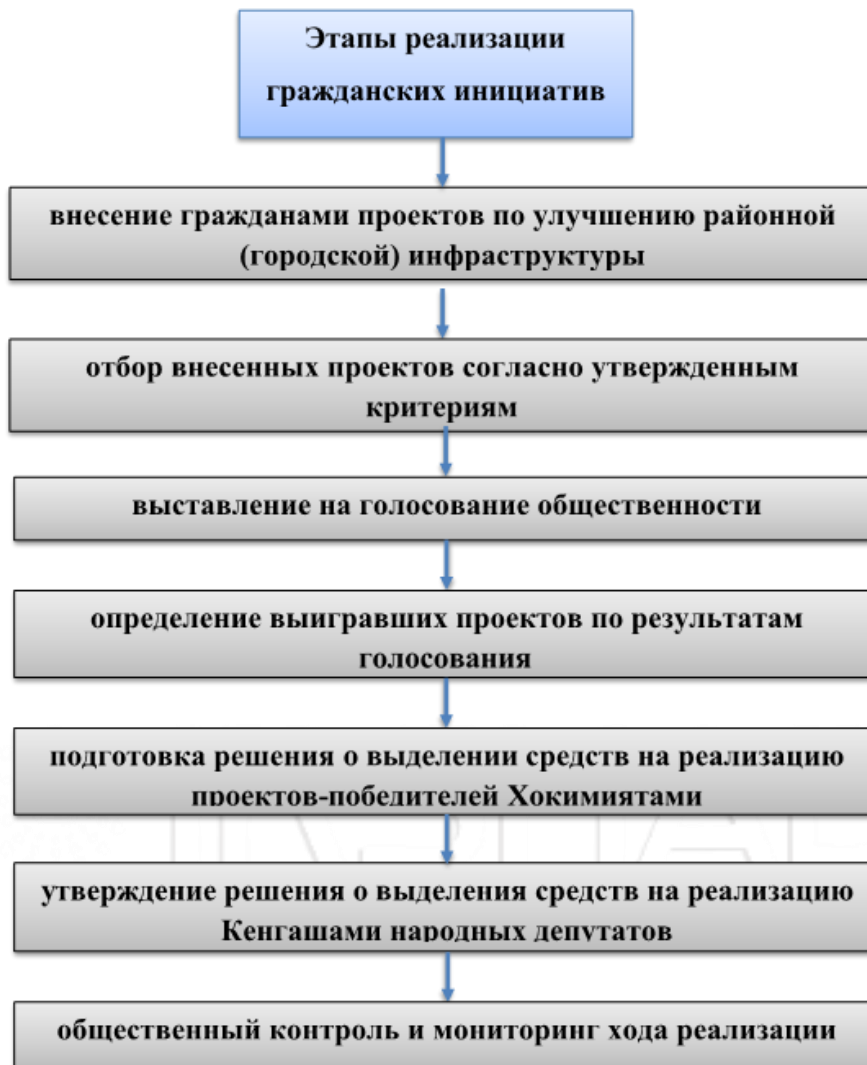 Этапы реализации
гражданских инициатив
внесение гражданами проектов по улучшению районной
(городской) инфраструктуры
отбор внесенных проектов согласно утвержденным
критериям
выставление на голосование общественности
определение выигравших проектов по результатам
голосования
подготовка решения о выделении средств на реализацию
проектов-победителей Хокимиятами
утверждение решения о выделения средств на реализацию
Кенгашами народных депутатов
общественный контроль и мониторинг хода реализации